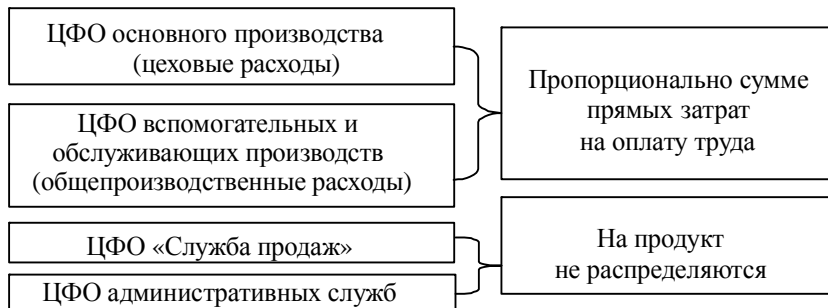 ЦФО основного производства
(цеховые расходы)
ЦФО вспомогательных и
обслуживающих производств
(общепроизводственные расходы)
Пропорционально сумме
прямых затрат
на оплату труда
ЦФО «Служба продаж»
ЦФО административных служб
На продукт
не распределяются